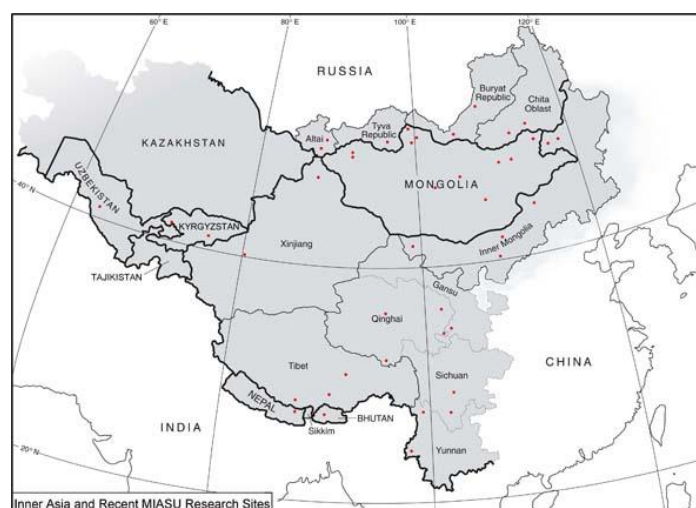 60° E
80° E
100° E
120° E
RUSSIA
Buryat
Republic
Chita
Oblast
Tyva
Republic
Altai
KAZAKHSTAN
MONGOLIA
UZBEKISTAN
40° N
KYRGYZSTAN
Xinjiang
Inner Mongolia
TAJIKISTAN
Gansu
Qinghai
CHINA
Tibet
Sichuan
NEPAL
INDIA
BHUTAN
Sikkim
Yunnan
20° N
Inner Asia and Recent MIASU Research Sites